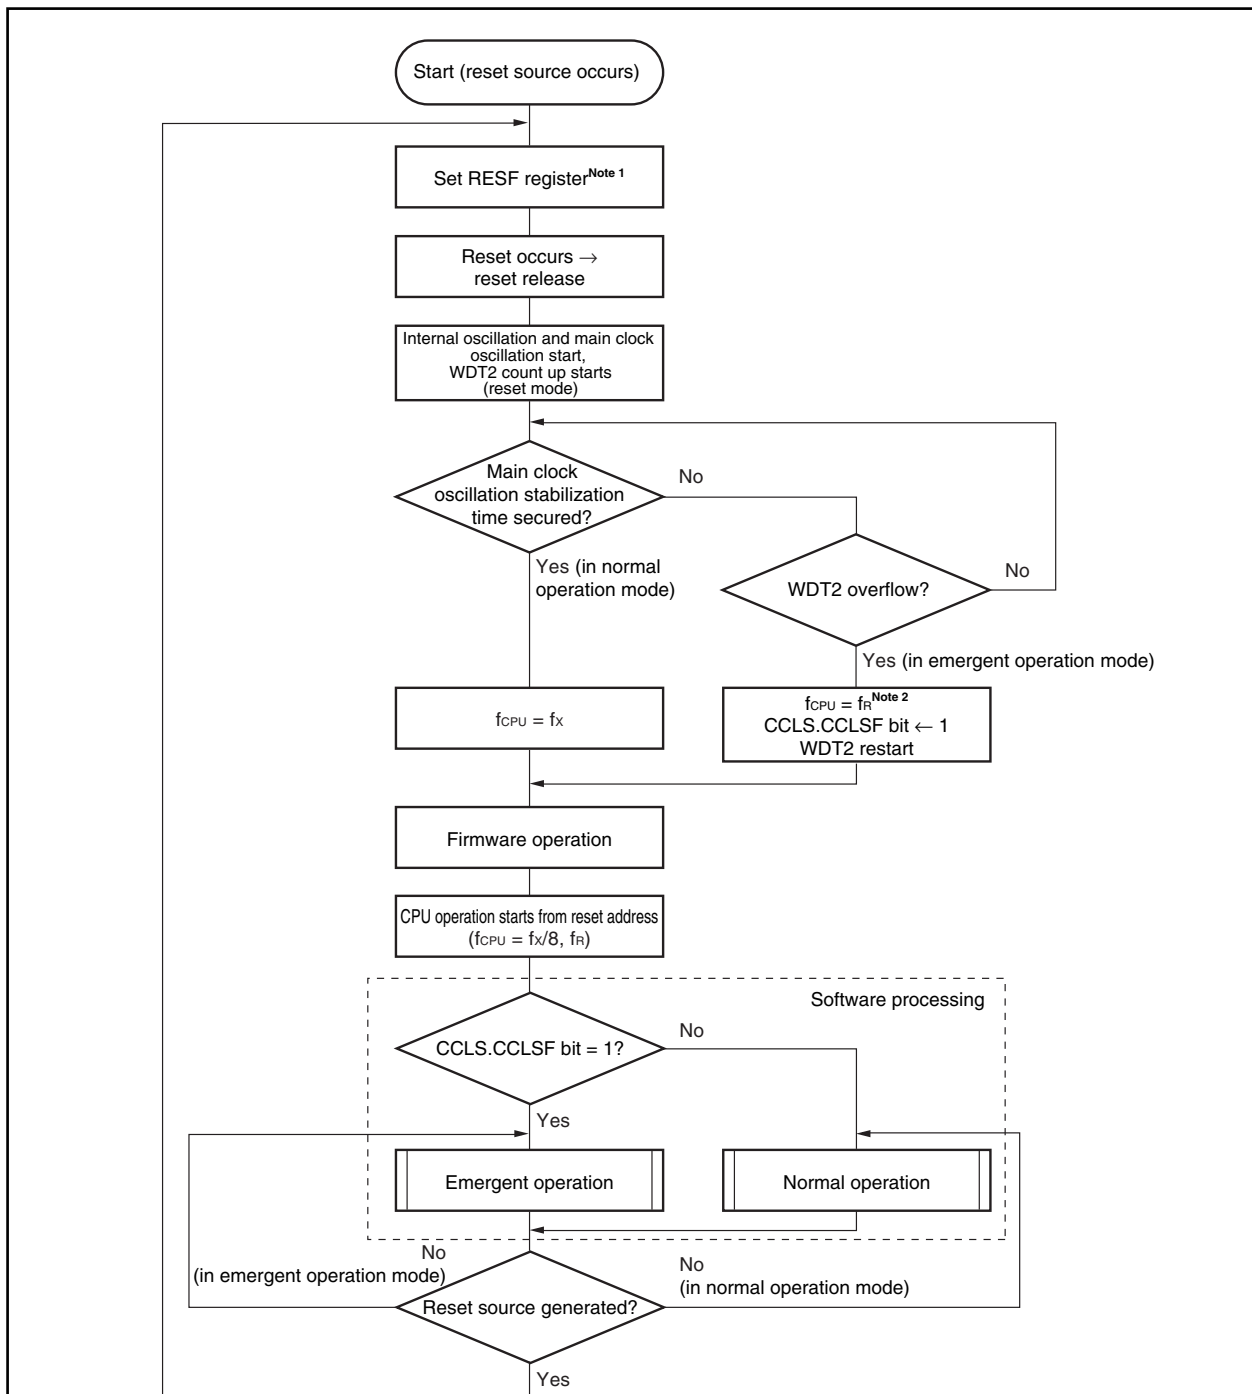 Start (reset source occurs)
Set RESF register Note 1
Reset occurs →
reset release
Internal oscillation and main clock
oscillation start,
WDT2 count up starts
(reset mode)
Main clock
oscillation stabilization
time secured?
No
Yes (in normal
operation mode)
WDT2 overflow?
No
Yes (in emergent operation mode)
fCPU = fX
fCPU = fR Note 2
CCLS.CCLSF bit ← 1
WDT2 restart
Firmware operation
CPU operation starts from reset address
(fCPU = fX/8, fR)
Software processing
CCLS.CCLSF bit = 1?
No
Yes
Emergent operation
Normal operation
No
(in emergent operation mode)
No
(in normal operation mode)
Reset source generated?
Yes